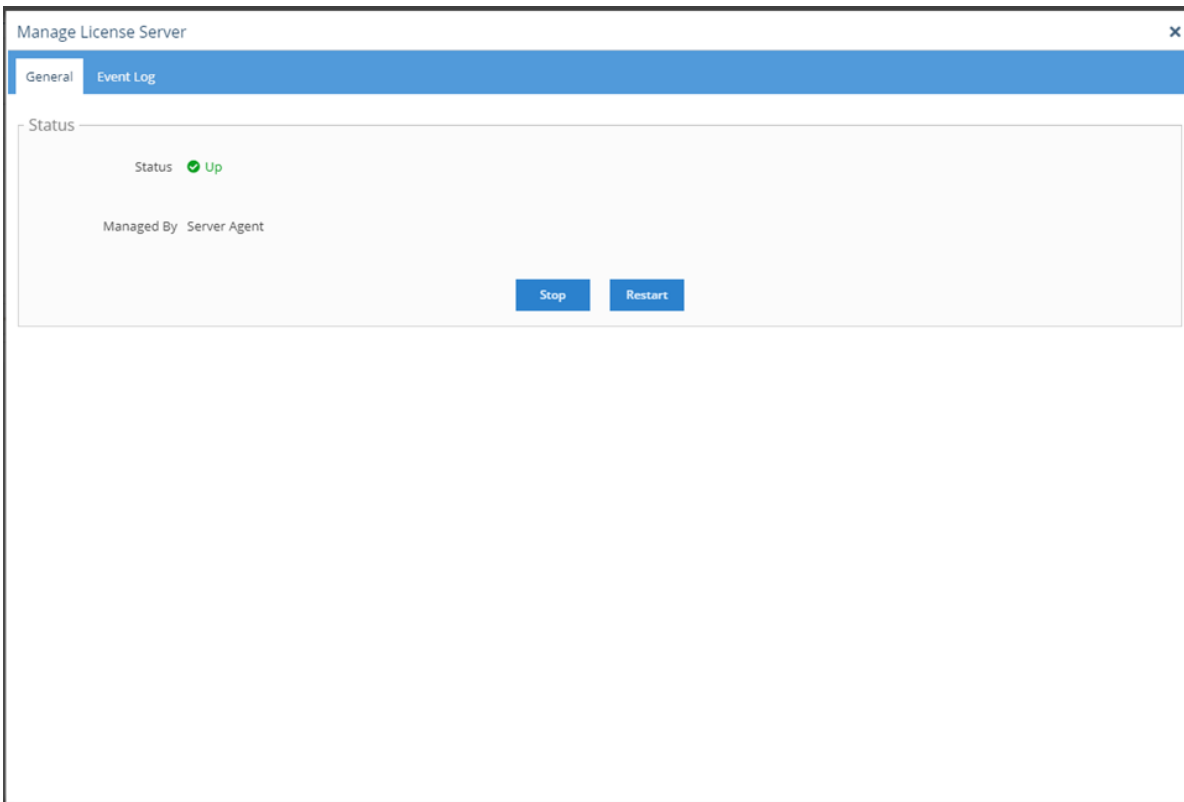 Manage License Server
General Event Log
Status
Status Up
Managed By Server Agent
Stop Restart